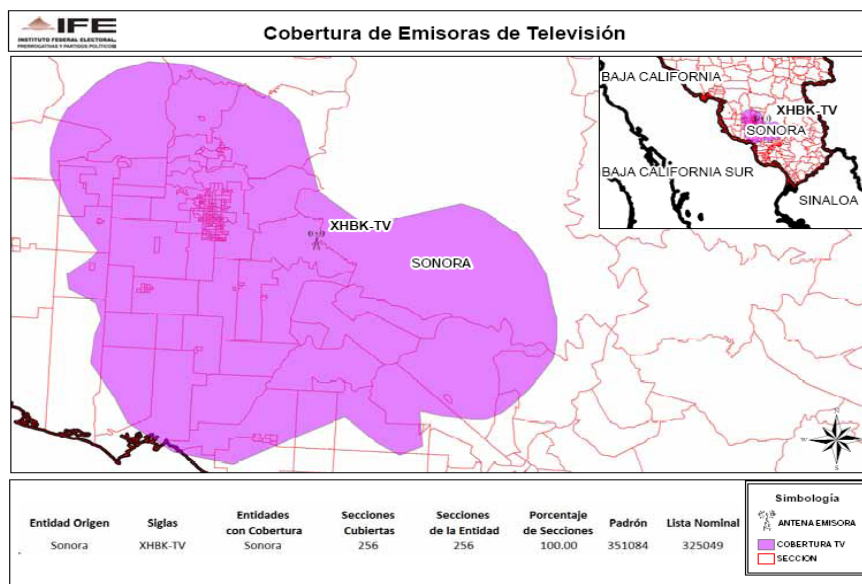 IFE
INSTITUTO FEDERAL ELECTORAL
PRERROGATIVAS Y PARTIDOS POLÍTICOS
Cobertura de Emisoras de Televisión
XHBK-TV
SONORA
BAJA CALIFORNIA
XHBK-TV
SONORA
BAJA CALIFORNIA SUR
SINALOA
N
E
S
W
Entidad Origen Siglas Entidades con Cobertura Secciones Cubiertas Secciones de la Entidad Porcentaje de Secciones Padrón Lista Nominal
Sonora XHBK-TV Sonora 256 256 100.00 351084 325049
Simbología
ANTENA EMISORA
COBERTURA TV
SECCION